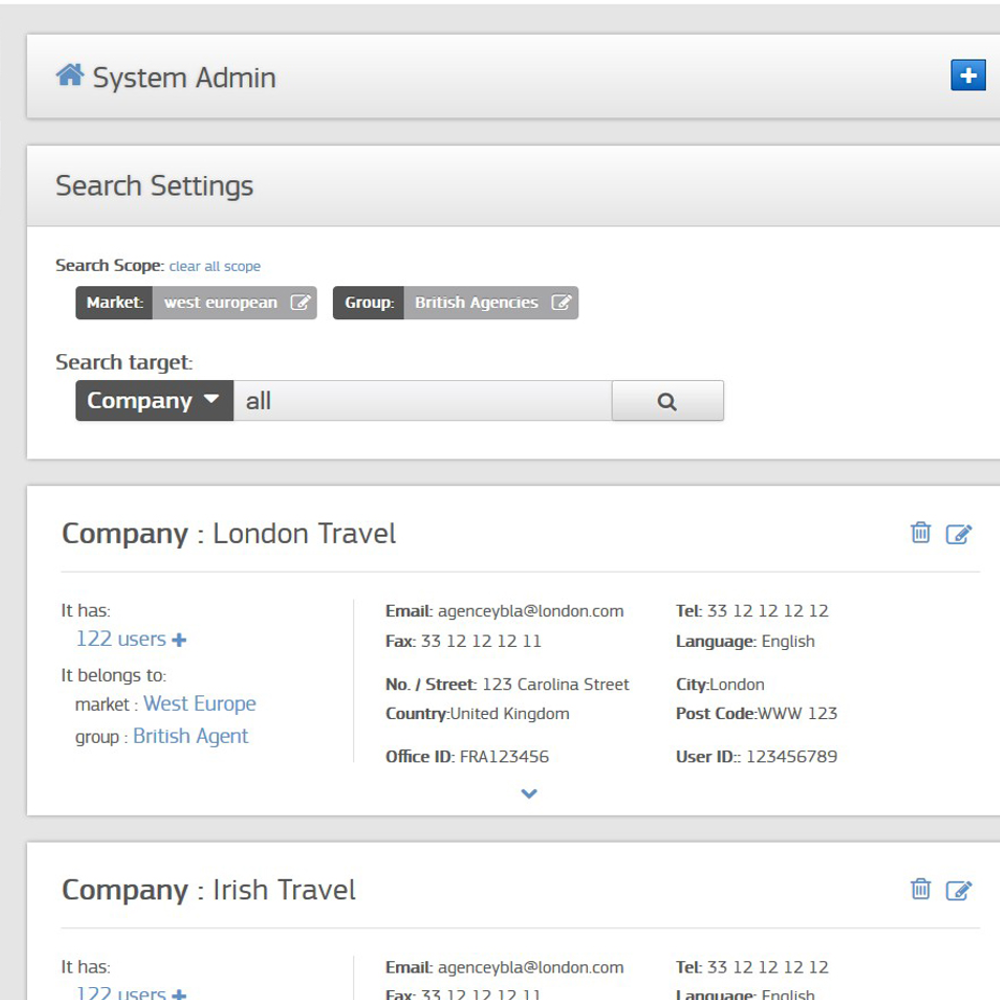 System Admin
Search Settings
Search Scope: clear all scope
Market: west european Group: British Agencies
Search target:
Company all
Company : London Travel
It has:
122 users
It belongs to:
market : West Europe
group : British Agent
Email: agenceybla@london.com Tel: 33 12 12 12 12
Fax: 33 12 12 12 11 Language: English
No. / Street: 123 Carolina Street City:London
Country:United Kingdom Post Code:WWW 123
Office ID: FRA123456 User ID:: 123456789
Company : Irish Travel
It has:
122 users
Email: agenceybla@london.com Tel: 33 12 12 12 12
Fax: 33 12 12 12 11 Language: English